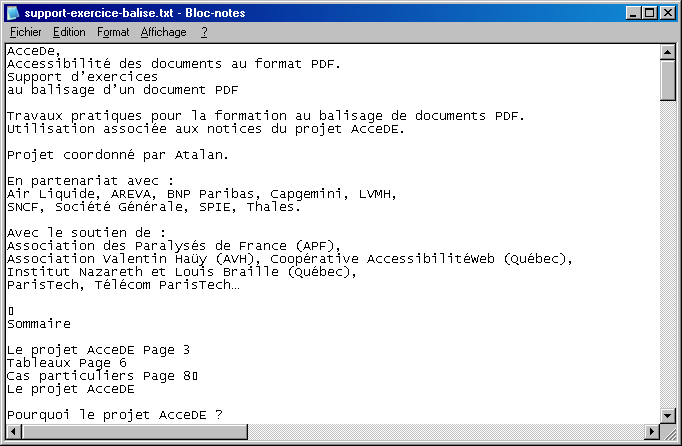 support-exercice-balise.txt - Bloc-notes
Fichier Edition Format Affichage ?
AcceDe,
Accessibilité des documents au format PDF.
Support d’exercices
au balisage d’un document PDF
Travaux pratiques pour la formation au balisage de documents PDF.
Utilisation associée aux notices du projet AcceDE.
Projet coordonné par Atalan.
En partenariat avec :
Air Liquide, AREVA, BNP Paribas, Capgemini, LVMH,
SNCF, Société Générale, SPIE, Thales.
Avec le soutien de :
Association des Paralysés de France (APF),
Association Valentin Haüy (AVH), Coopérative AccessibilitéWeb (Québec),
Institut Nazareth et Louis Braille (Québec),
ParisTech, Télécom ParisTech…
▯
Sommaire
Le projet AcceDE Page 3
Tableaux Page 6
Cas particuliers Page 8▯
Le projet AcceDE
Pourquoi le projet AcceDE ?